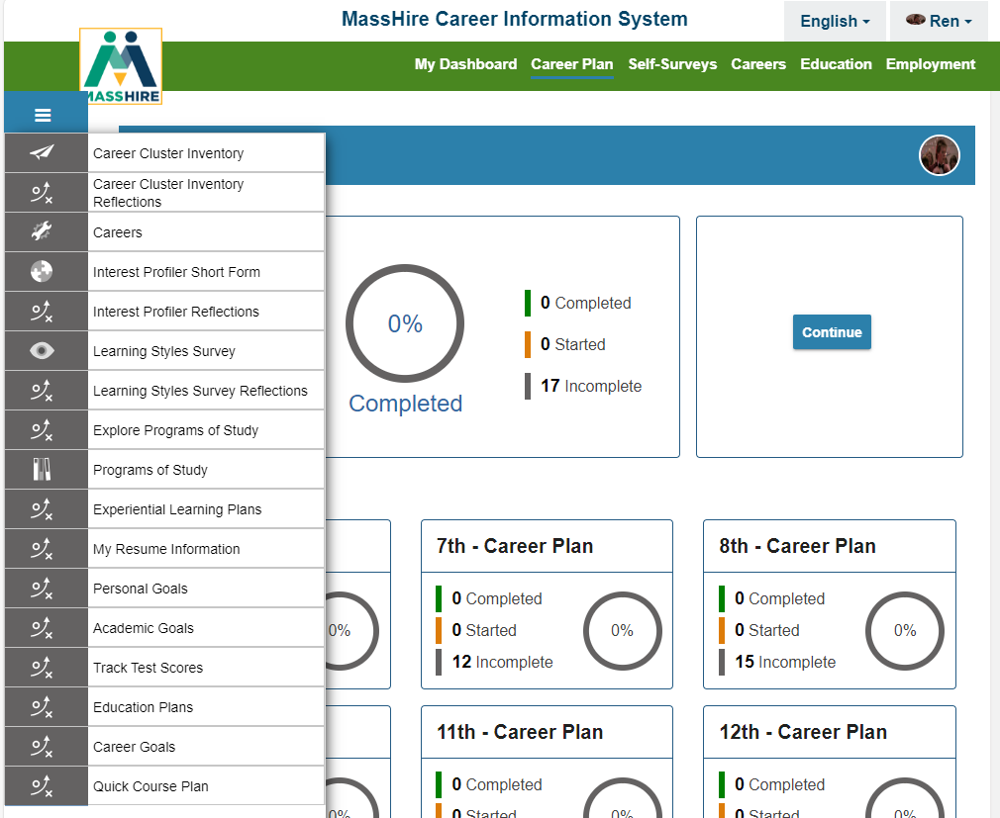 MassHire Career Information System
English
Ren
MASSHIRE
My Dashboard Career Plan Self-Surveys Careers Education Employment
Career Cluster Inventory
Career Cluster Inventory
Reflections
Careers
Interest Profiler Short Form
Interest Profiler Reflections
Learning Styles Survey
Learning Styles Survey Reflections
Explore Programs of Study
Programs of Study
Experiential Learning Plans
My Resume Information
Personal Goals
Academic Goals
Track Test Scores
Education Plans
Career Goals
Quick Course Plan
0%
Completed
0 Completed
0 Started
17 Incomplete
Continue
0%
7th - Career Plan
0 Completed
0 Started
12 Incomplete
0%
8th - Career Plan
0 Completed
0 Started
15 Incomplete
0%
0%
11th - Career Plan
0 Completed
0 Started
0%
12th - Career Plan
0 Completed
0 Started
0%